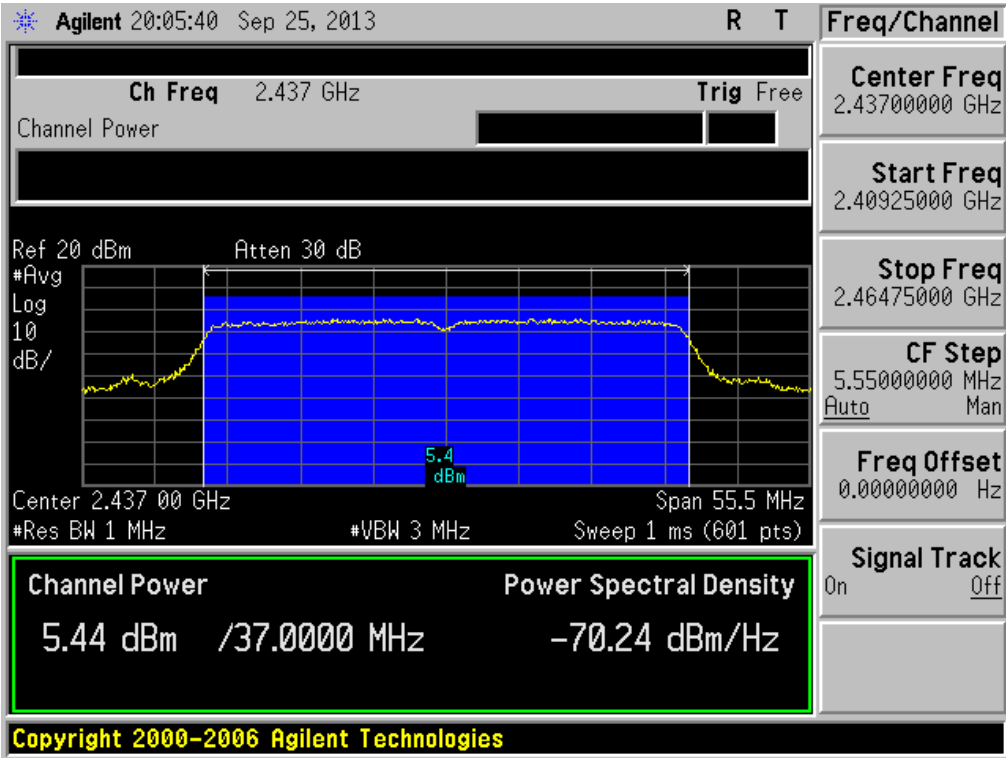 Agilent 20:05:40 Sep 25, 2013 R T
Ch Freq 2.437 GHz Trig Free
Channel Power
Ref 20 dBm Atten 30 dB
#Avg
Log
10
dB/
5.4
dBm
Center 2.437 00 GHz Span 55.5 MHz
#Res BW 1 MHz #VBW 3 MHz Sweep 1 ms (601 pts)
Channel Power Power Spectral Density
5.44 dBm /37.0000 MHz -70.24 dBm/Hz
Copyright 2000-2006 Agilent Technologies
Freq/Channel
Center Freq
2.43700000 GHz
Start Freq
2.40925000 GHz
Stop Freq
2.46475000 GHz
CF Step
5.55000000 MHz
Auto Man
Freq Offset
0.00000000 Hz
Signal Track
On Off